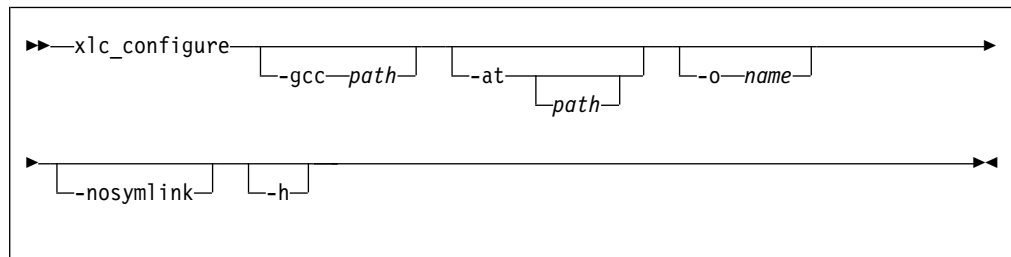 xlc_configure
-gcc path -at path -o name
-nosymlink -h